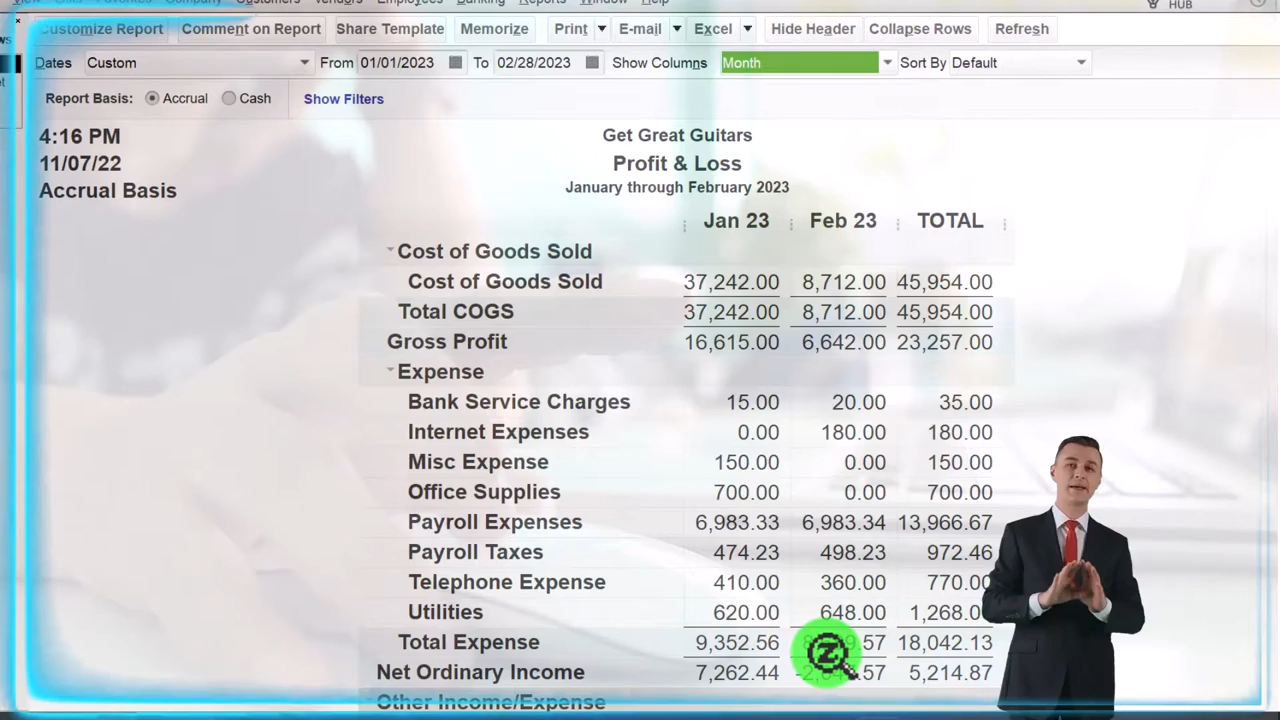 HUB
Customize Report Comment on Report Share Template Memorize Print E-mail Excel Hide Header Collapse Rows Refresh
Dates Custom From 01/01/2023 To 02/28/2023 Show Columns Month Sort By Default
Report Basis: Accrual Cash Show Filters
4:16 PM
11/07/22
Accrual Basis
Get Great Guitars
Profit & Loss
January through February 2023
Jan 23 Feb 23 TOTAL
Cost of Goods Sold
Cost of Goods Sold 37,242.00 8,712.00 45,954.00
Total COGS 37,242.00 8,712.00 45,954.00
Gross Profit 16,615.00 6,642.00 23,257.00
Expense
Bank Service Charges 15.00 20.00 35.00
Internet Expenses 0.00 180.00 180.00
Misc Expense 150.00 0.00 150.00
Office Supplies 700.00 0.00 700.00
Payroll Expenses 6,983.33 6,983.34 13,966.67
Payroll Taxes 474.23 498.23 972.46
Telephone Expense 410.00 360.00 770.00
Utilities 620.00 648.00
Total Expense 9,352.56 18,042.13
Net Ordinary Income 7,262.44 5,214.87
Other Income/Expense